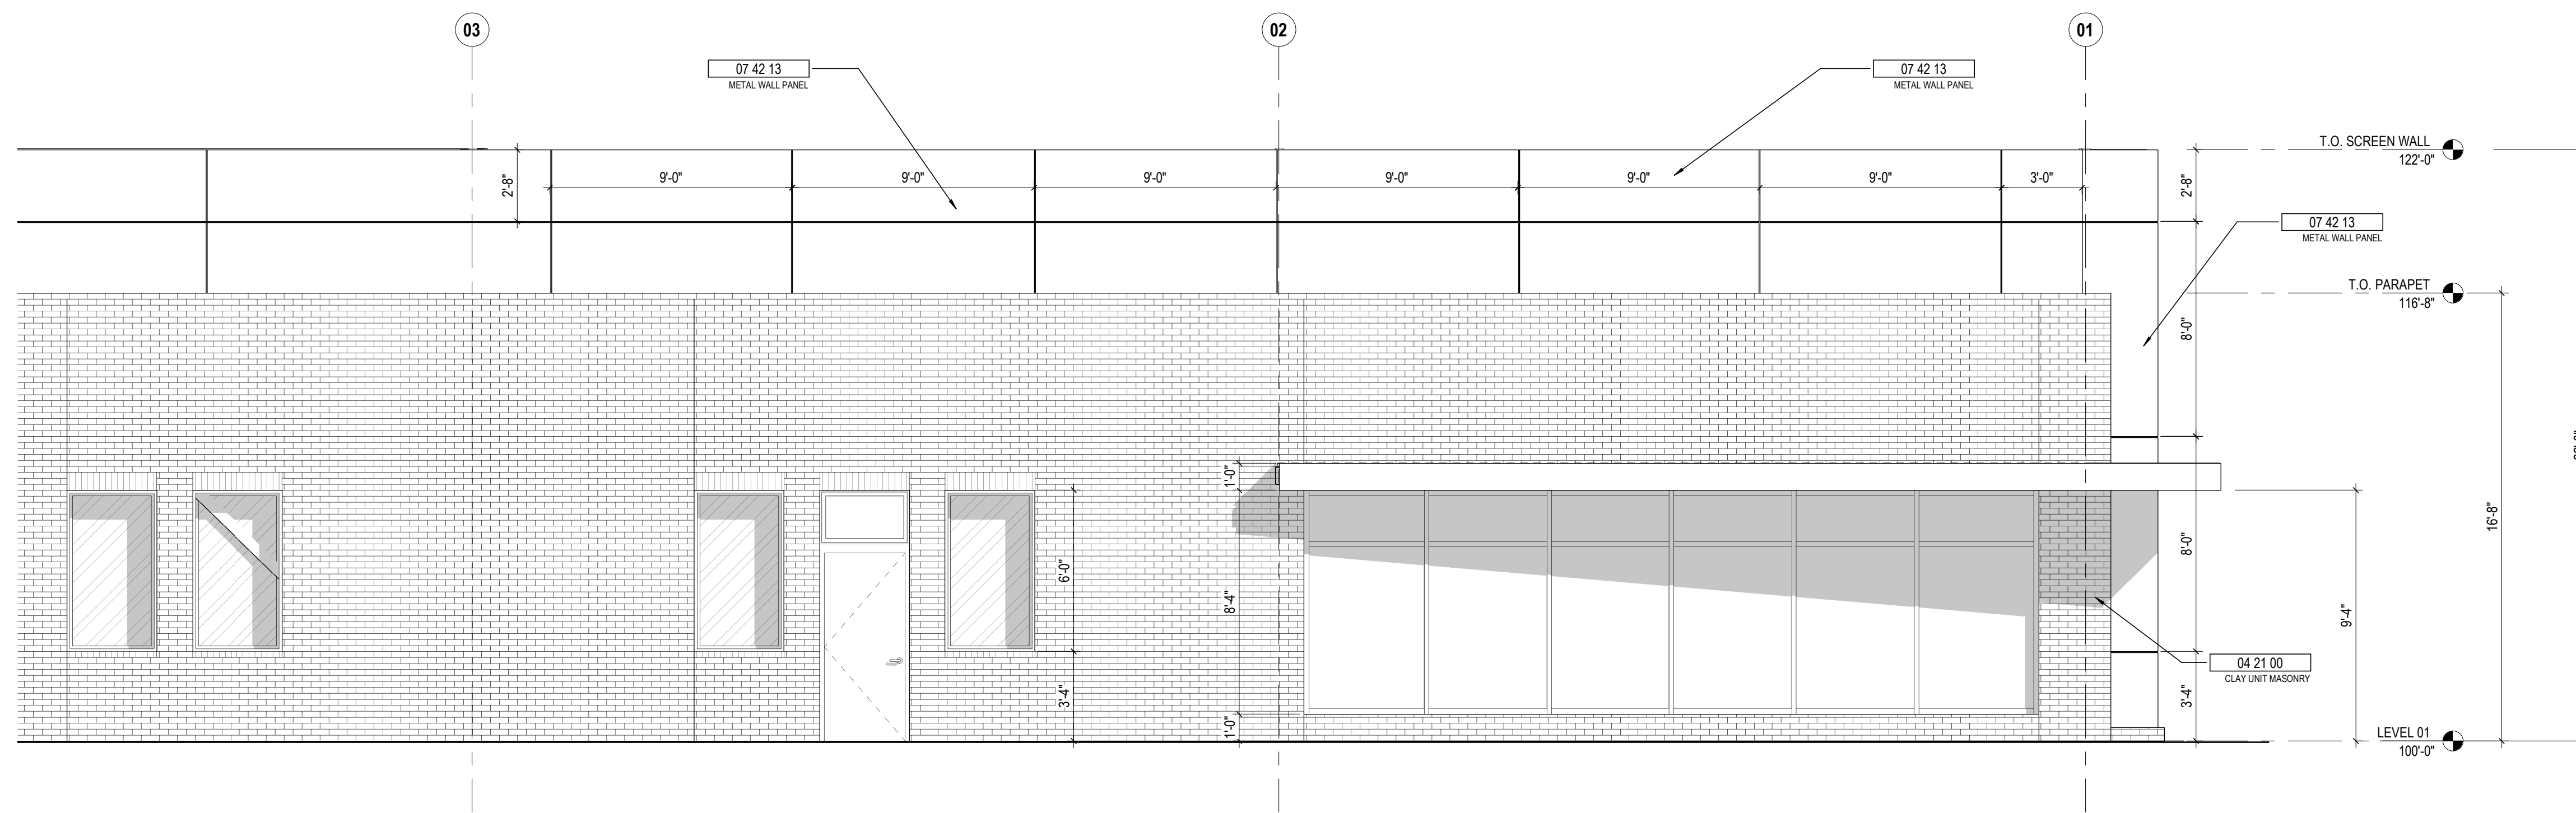 03
02
01
07 42 13
METAL WALL PANEL
07 42 13
METAL WALL PANEL
T.O. SCREEN WALL
122'-0"
2'-8"
9'-0"
9'-0"
9'-0"
9'-0"
9'-0"
9'-0"
3'-0"
2'-8"
07 42 13
METAL WALL PANEL
T.O. PARAPET
116'-8"
8'-0"
1'-0"
16'-8"
6'-0"
8'-0"
8'-4"
9'-4"
04 21 00
CLAY UNIT MASONRY
3'-4"
3'-4"
1'-0"
LEVEL 01
100'-0"